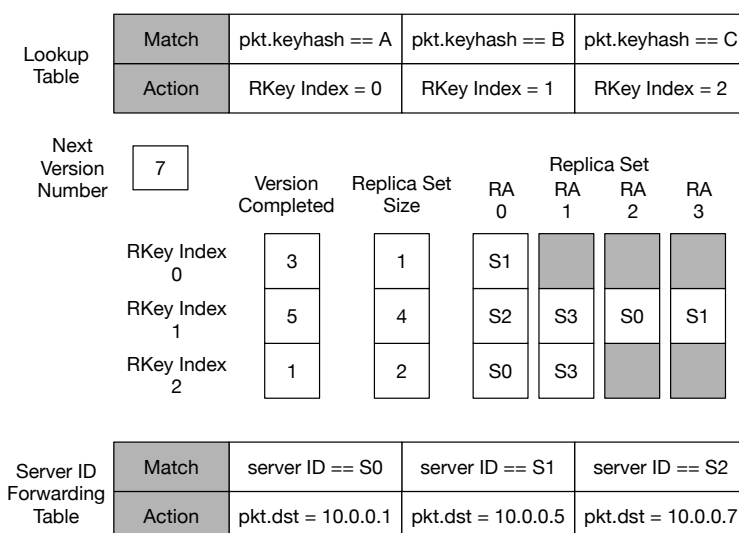 Lookup Table
Match pkt.keyhash == A pkt.keyhash == B pkt.keyhash == C
Action RKey Index = 0 RKey Index = 1 RKey Index = 2
Next Version Number
7
Version Completed
Replica Set Size
Replica Set
RA 0 RA 1 RA 2 RA 3
RKey Index 0 3 1 S1
RKey Index 1 5 4 S2 S3 S0 S1
RKey Index 2 1 2 S0 S3
Server ID Forwarding Table
Match server ID == S0 server ID == S1 server ID == S2
Action pkt.dst = 10.0.0.1 pkt.dst = 10.0.0.5 pkt.dst = 10.0.0.7